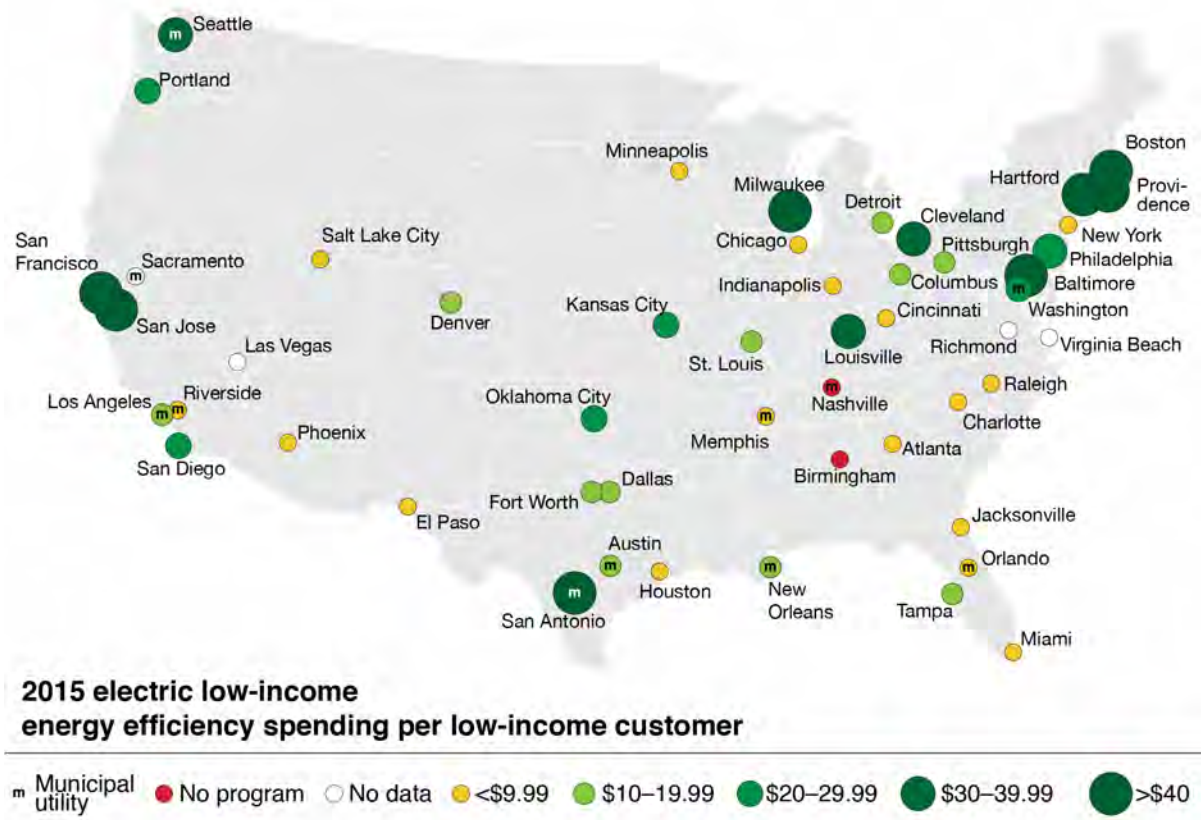 Seattle
Portland
Minneapolis
Boston
Milwaukee
Hartford
Provi-
dence
Detroit
Cleveland
San
Francisco
Sacramento
Salt Lake City
Chicago
Pittsburgh
New York
Philadelphia
Indianapolis
Columbus
Baltimore
San Jose
Denver
Kansas City
Cincinnati
Washington
Las Vegas
St. Louis
Louisville
Richmond
Virginia Beach
Los Angeles
Riverside
Oklahoma City
Nashville
Raleigh
Memphis
Charlotte
Phoenix
San Diego
Atlanta
Birmingham
Fort Worth
Dallas
El Paso
Jacksonville
Austin
Houston
New
Orleans
Orlando
San Antonio
Tampa
Miami
m
m
m
m
m
m
m
m
m
m
m
2015 electric low-income
energy efficiency spending per low-income customer
m Municipal
utility
No program
No data
<$9.99
$10–19.99
$20–29.99
$30–39.99
>$40